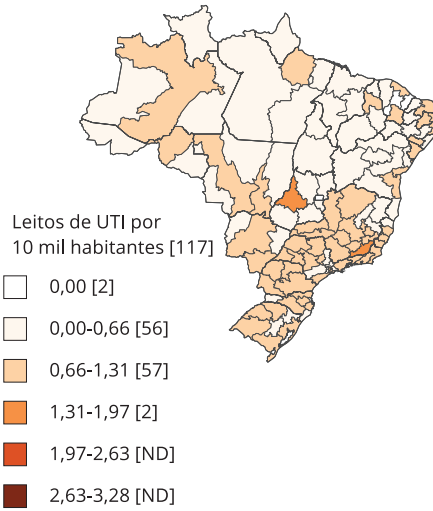 Leitos de UTI por
10 mil habitantes [117]
0,00 [2]
0,00-0,66 [56]
0,66-1,31 [57]
1,31-1,97 [2]
1,97-2,63 [ND]
2,63-3,28 [ND]